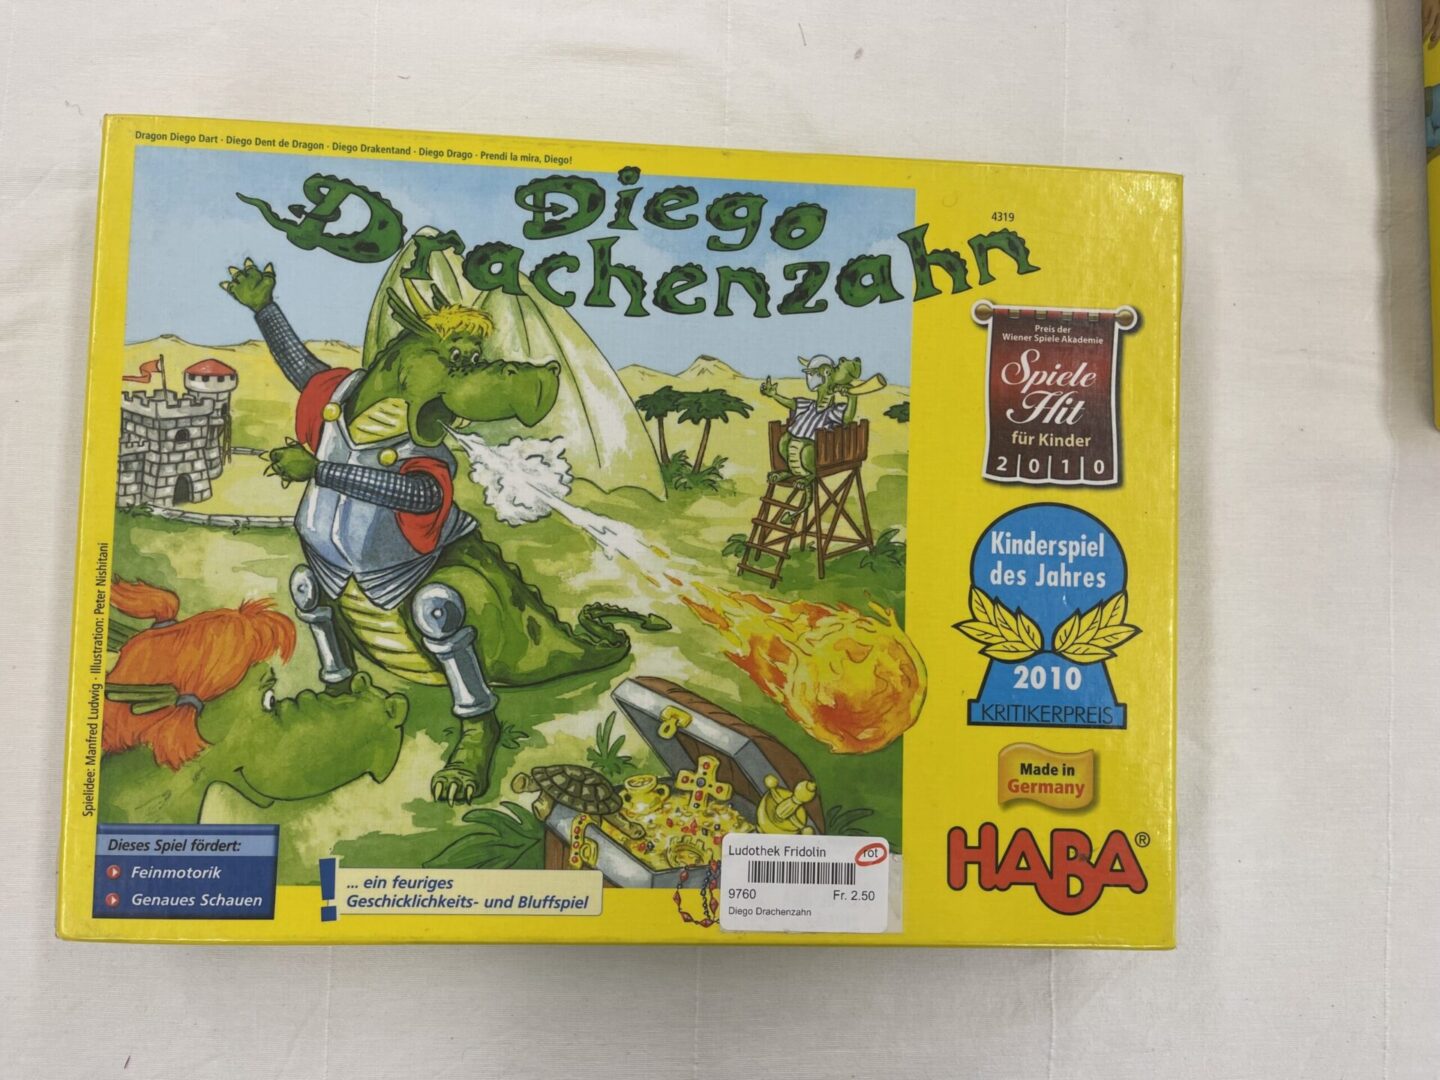 Dragon Diego Dart · Diego Dent de Dragon · Diego Drakentand · Diego Drago · Prendi la mira, Diego!
Diego
Drachenzahn
4319
Preis der
Wiener Spiele Akademie
Spiele
Hit
für Kinder
2010
Kinderspiel
des Jahres
2010
KRITIKERPREIS
Made in
Germany
HABA®
Spielidee: Manfred Ludwig · Illustration: Peter Nishitani
Dieses Spiel fördert:
Feinmotorik
Genaues Schauen
... ein feuriges
Geschicklichkeits- und Bluffspiel
Ludothek Fridolin rot
9760 Fr. 2.50
Diego Drachenzahn